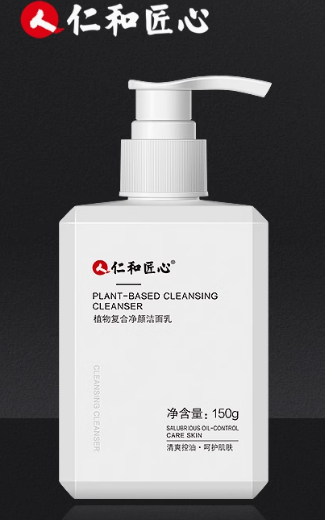 人 仁和匠心
人 仁和匠心®
PLANT-BASED CLEANSING
CLEANSER
植物复合净颜洁面乳
CLEANSING CLEANSER
净含量: 150g
SALUBRIOUS OIL-CONTROL
CARE SKIN
清爽控油·呵护肌肤